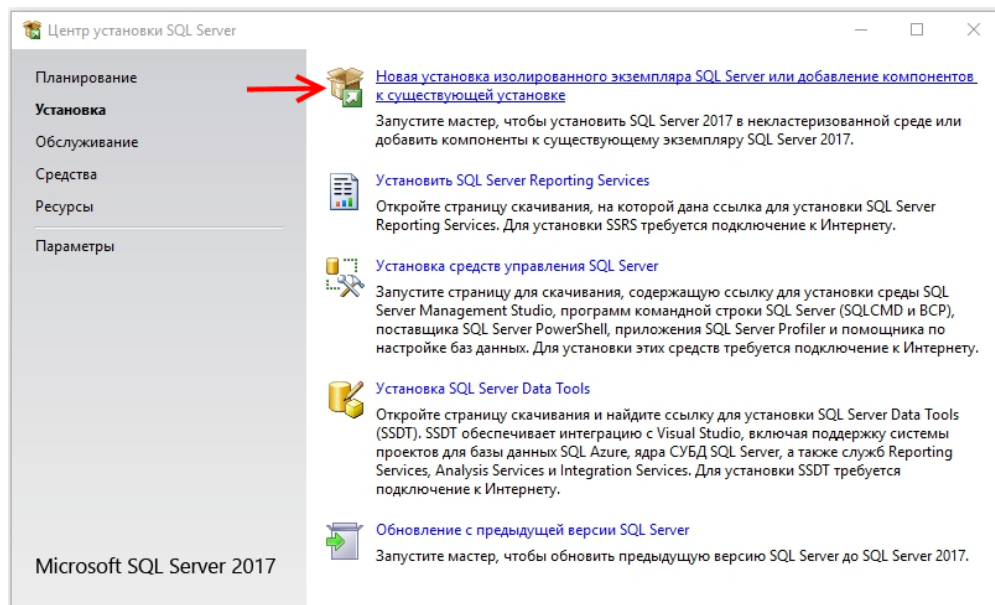 Центр установки SQL Server
Планирование
Установка
Обслуживание
Средства
Ресурсы
Параметры
Microsoft SQL Server 2017
Новая установка изолированного экземпляра SQL Server или добавление компонентов
к существующей установке
Запустите мастер, чтобы установить SQL Server 2017 в некластеризованной среде или
добавить компоненты к существующему экземпляру SQL Server 2017.
Установить SQL Server Reporting Services
Откройте страницу скачивания, на которой дана ссылка для установки SQL Server
Reporting Services. Для установки SSRS требуется подключение к Интернету.
Установка средств управления SQL Server
Запустите страницу для скачивания, содержащую ссылку для установки среды SQL
Server Management Studio, программ командной строки SQL Server (SQLCMD и BCP),
поставщика SQL Server PowerShell, приложения SQL Server Profiler и помощника по
настройке баз данных. Для установки этих средств требуется подключение к Интернету.
Установка SQL Server Data Tools
Откройте страницу скачивания и найдите ссылку для установки SQL Server Data Tools
(SSDT). SSDT обеспечивает интеграцию с Visual Studio, включая поддержку системы
проектов для базы данных SQL Azure, ядра СУБД SQL Server, а также служб Reporting
Services, Analysis Services и Integration Services. Для установки SSDT требуется
подключение к Интернету.
Обновление с предыдущей версии SQL Server
Запустите мастер, чтобы обновить предыдущую версию SQL Server до SQL Server 2017.